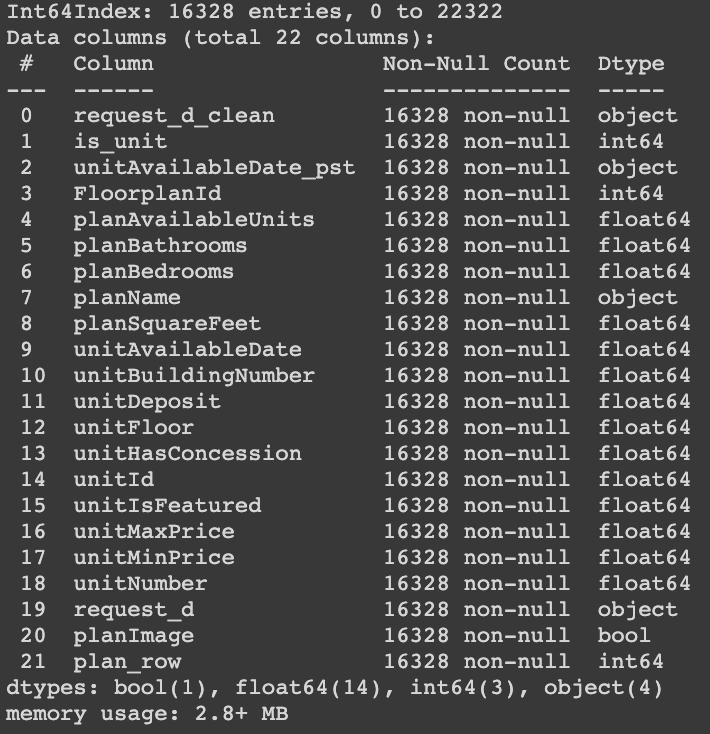 Int64Index: 16328 entries, 0 to 22322
Data columns (total 22 columns):
 #   Column                Non-Null Count  Dtype
---  ------                --------------  -----
 0   request_d_clean       16328 non-null  object
 1   is_unit               16328 non-null  int64
 2   unitAvailableDate_pst 16328 non-null  object
 3   FloorplanId           16328 non-null  int64
 4   planAvailableUnits    16328 non-null  float64
 5   planBathrooms         16328 non-null  float64
 6   planBedrooms          16328 non-null  float64
 7   planName              16328 non-null  object
 8   planSquareFeet        16328 non-null  float64
 9   unitAvailableDate     16328 non-null  float64
 10  unitBuildingNumber    16328 non-null  float64
 11  unitDeposit           16328 non-null  float64
 12  unitFloor             16328 non-null  float64
 13  unitHasConcession     16328 non-null  float64
 14  unitId                16328 non-null  float64
 15  unitIsFeatured        16328 non-null  float64
 16  unitMaxPrice          16328 non-null  float64
 17  unitMinPrice          16328 non-null  float64
 18  unitNumber            16328 non-null  float64
 19  request_d             16328 non-null  object
 20  planImage             16328 non-null  bool
 21  plan_row              16328 non-null  int64
dtypes: bool(1), float64(14), int64(3), object(4)
memory usage: 2.8+ MB